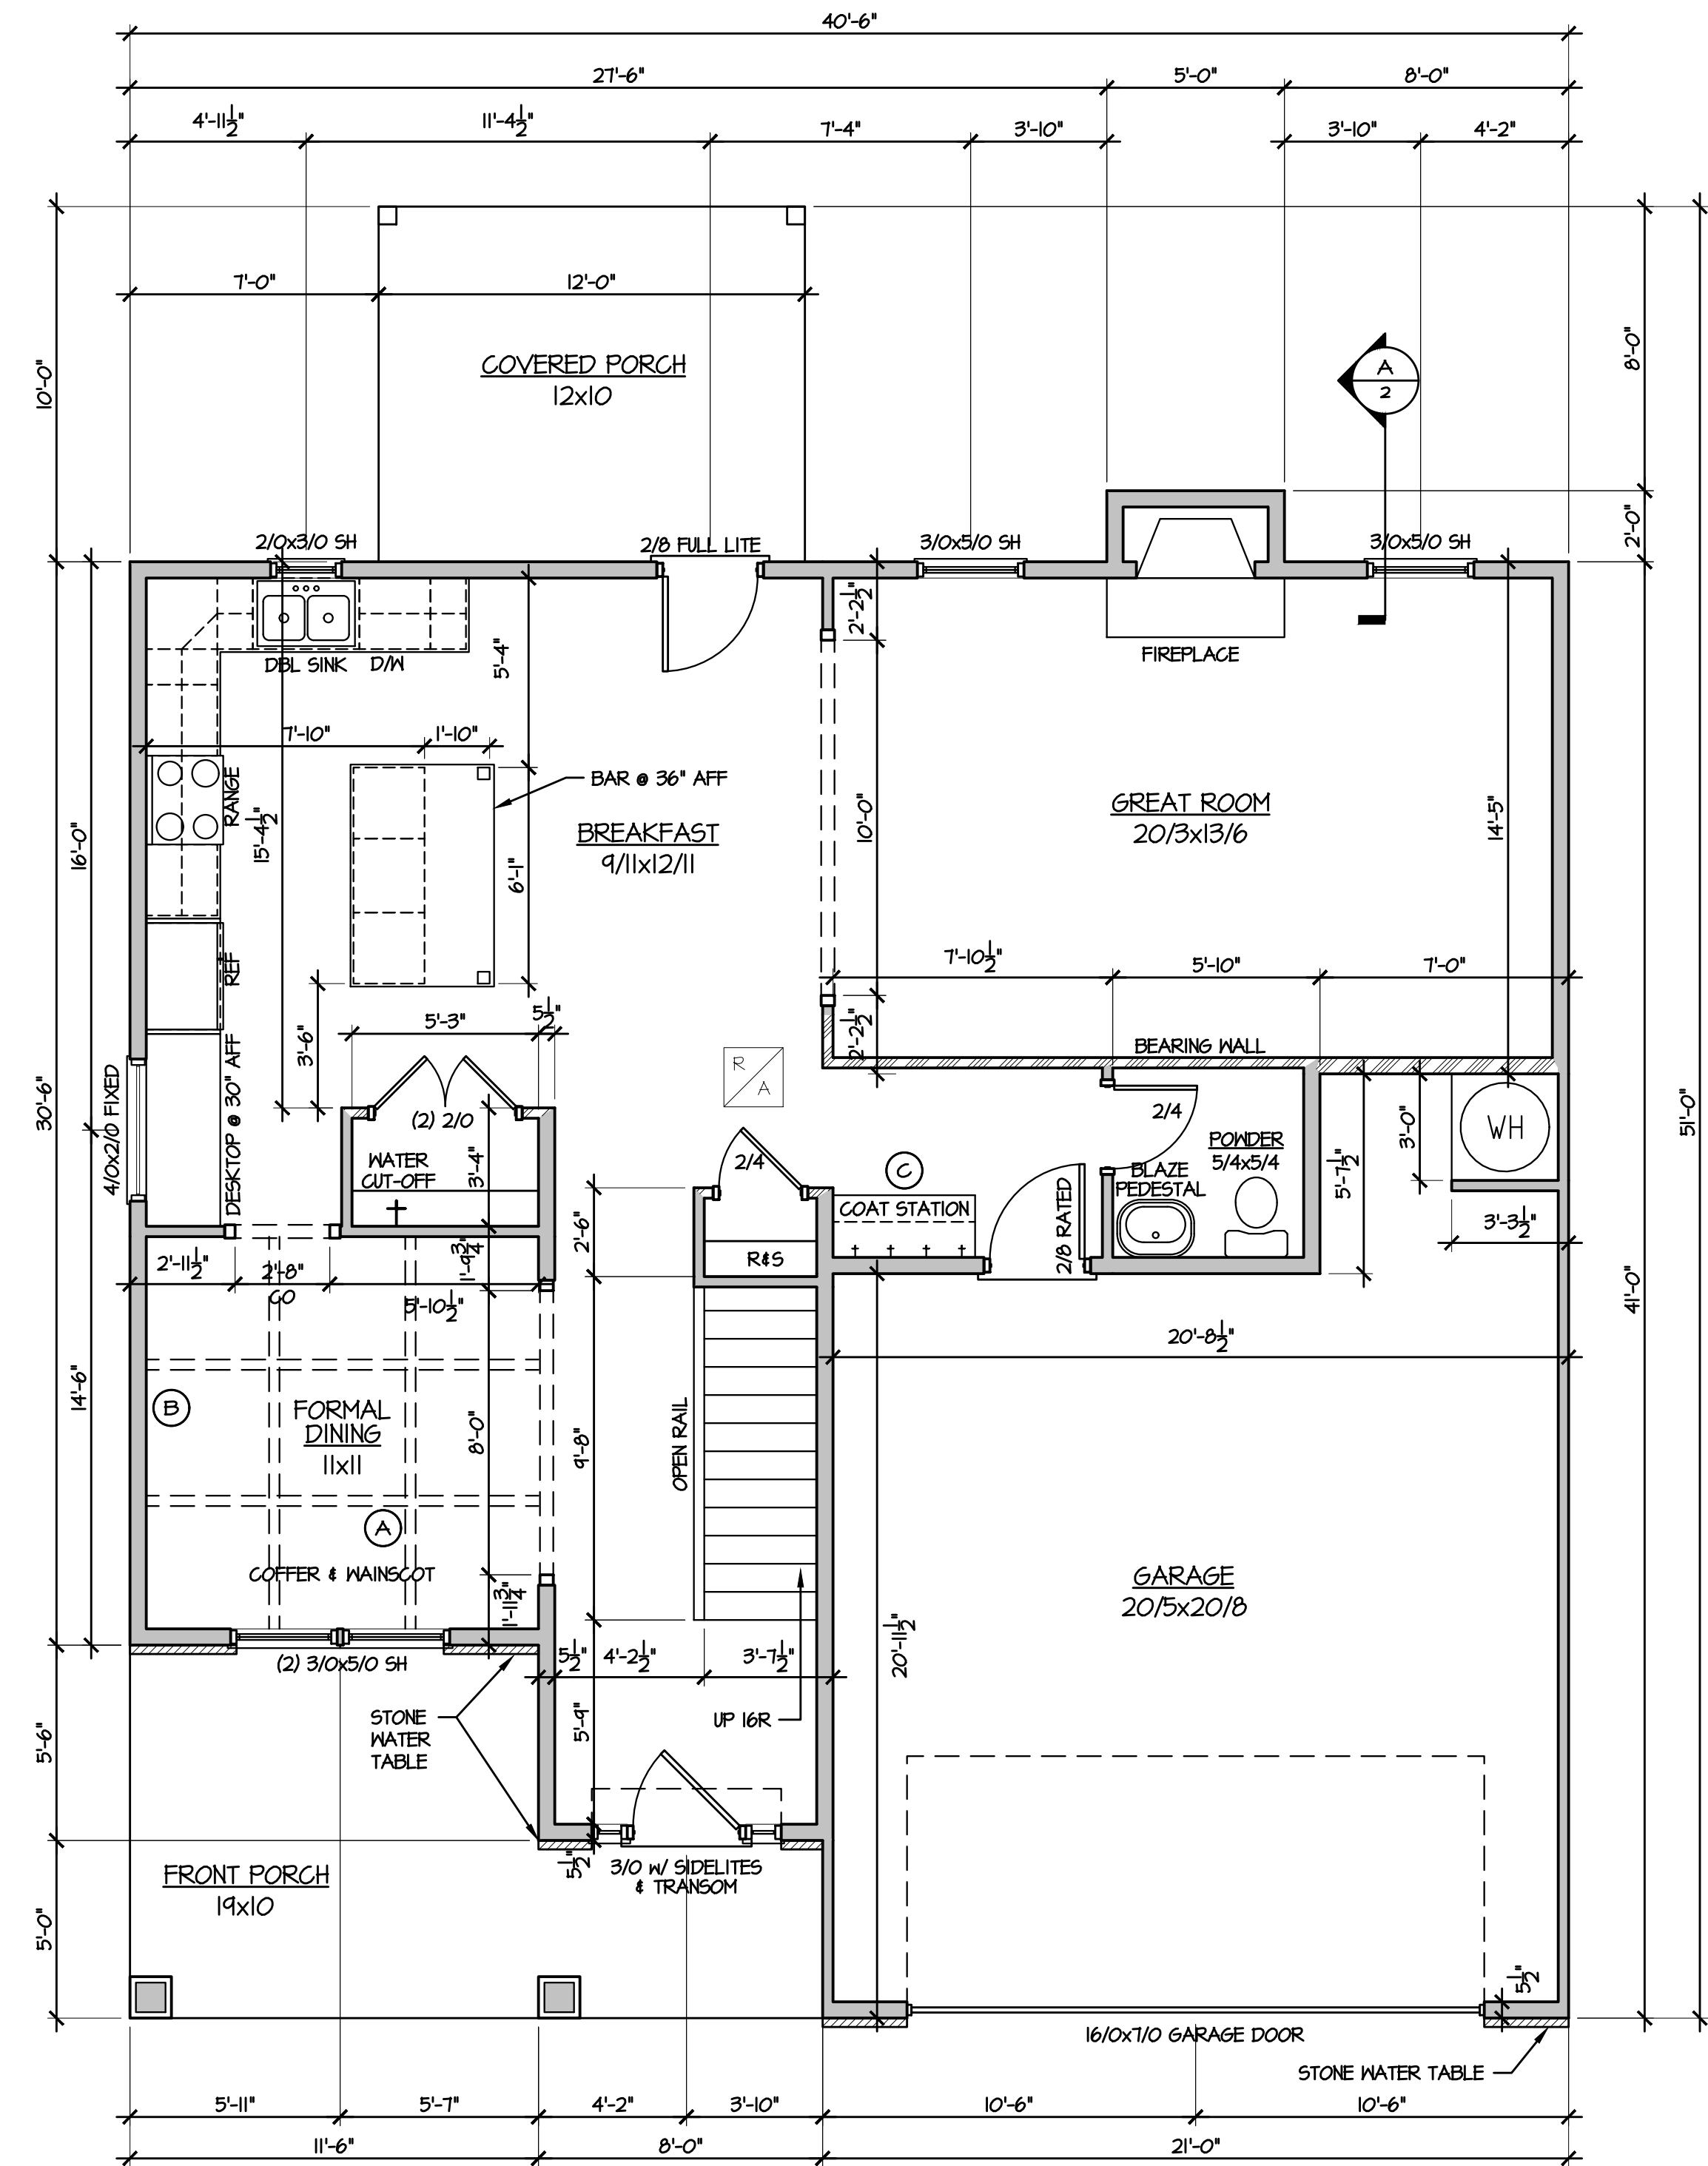 40'-6"
27'-6" 5'-0" 8'-0"
4'-11 1/2" 11'-4 1/2" 7'-4" 3'-10" 3'-10" 4'-2"
7'-0" 12'-0"
COVERED PORCH
12x10
10'-0"
8'-0"
2'-0"
A
2
2/0x3/0 SH
2/8 FULL LITE
3/0x5/0 SH
3/0x5/0 SH
DBL SINK D/W
5'-4"
2'-2 1/2"
FIREPLACE
7'-10" 1'-10"
BAR @ 36" AFF
RANGE
15'-4 1/2"
16'-0"
BREAKFAST
9/11x12/11
6'-1"
10'-0"
GREAT ROOM
20/3x13/6
14'-5"
REF
7'-10 1/2" 5'-10" 7'-0"
5'-3" 5 1/2"
3'-6"
2'-2 1/2"
BEARING WALL
R
A
30'-6"
4/0x2/0 FIXED
DESKTOP @ 30" AFF
(2) 2/0
WATER
CUT-OFF
3'-4"
2/4
2/4
C
COAT STATION
2/8 RATED
POWDER
5/4x5/4
BLAZE
PEDESTAL
5'-7 1/2"
3'-0"
WH
3'-3 1/2"
51'-0"
41'-0"
2'-11 1/2" 2'-8"
CO
5'-10 1/2"
1'-9 3/4"
2'-6"
R&S
20'-8 1/2"
14'-6"
B
FORMAL
DINING
11x11
8'-0"
9'-8"
OPEN RAIL
A
COFFER & WAINSCOT
1'-11 3/4"
(2) 3/0x5/0 SH
5 1/2" 4'-2 1/2" 3'-7 1/2"
20'-11 1/2"
GARAGE
20/5x20/8
STONE
WATER
TABLE
5'-9"
UP 16R
5'-6"
5 1/2"
3/0 W/ SIDELITES
& TRANSOM
FRONT PORCH
19x10
5'-0"
5 1/2"
16/0x7/0 GARAGE DOOR
STONE WATER TABLE
5'-11" 5'-7" 4'-2" 3'-10" 10'-6" 10'-6"
11'-6" 8'-0" 21'-0"